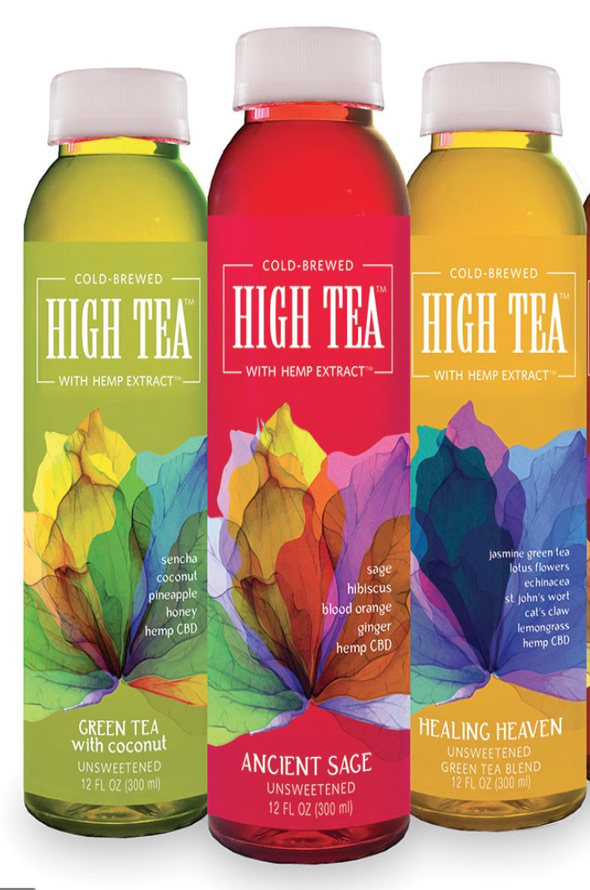 COLD-BREWED
HIGH TEA™
WITH HEMP EXTRACT™
sencha
coconut
pineapple
honey
hemp CBD
GREEN TEA
with coconut
UNSWEETENED
12 FL OZ (300 ml)
COLD-BREWED
HIGH TEA™
WITH HEMP EXTRACT™
sage
hibiscus
blood orange
ginger
hemp CBD
ANCIENT SAGE
UNSWEETENED
12 FL OZ (300 ml)
COLD-BREWED
HIGH TEA™
WITH HEMP EXTRACT™
jasmine green tea
lotus flowers
echinacea
st. john's wort
cat's claw
lemongrass
hemp CBD
HEALING HEAVEN
UNSWEETENED
GREEN TEA BLEND
12 FL OZ (300 ml)